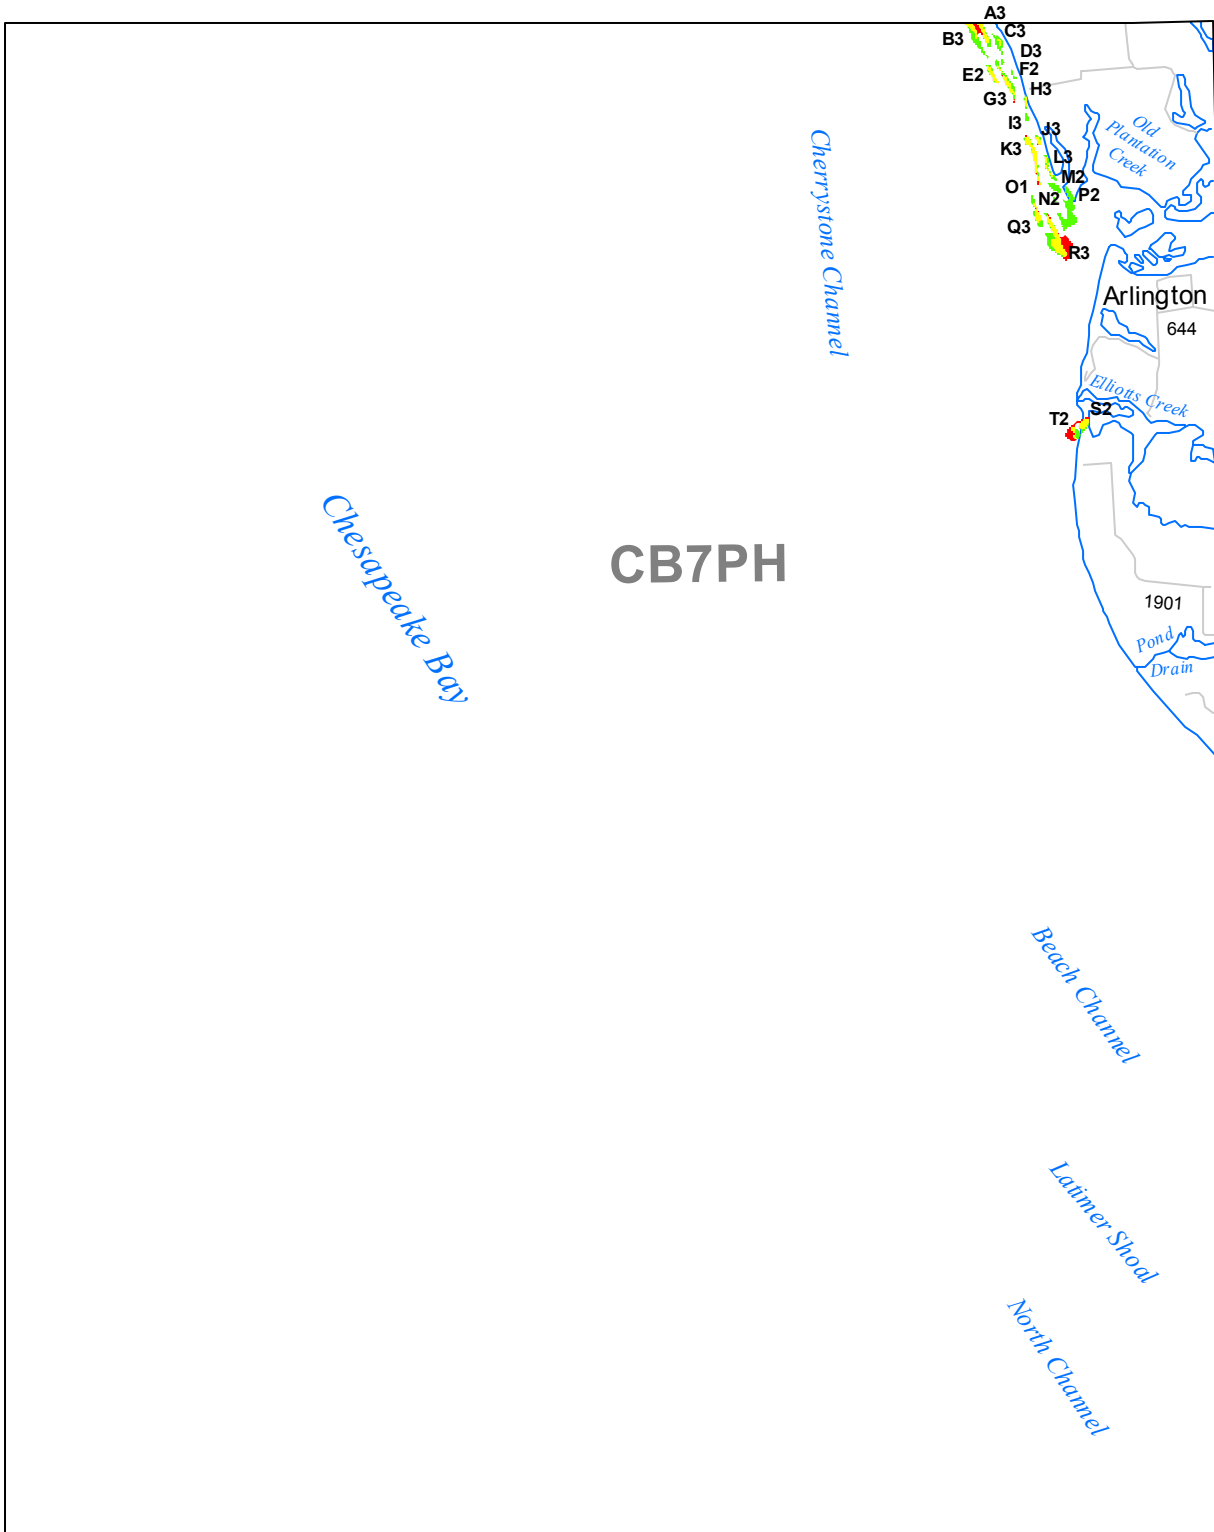 A3
B3
C3
D3
E2
F2
G3
H3
I3
J3
K3
L3
M2
O1
N2
P2
Q3
R3
Old
Plantation
Creek
Cherrystone Channel
Arlington
644
Elliotts Creek
T2
S2
Chesapeake Bay
CB7PH
1901
Pond
Drain
Beach Channel
Latimer Shoal
North Channel